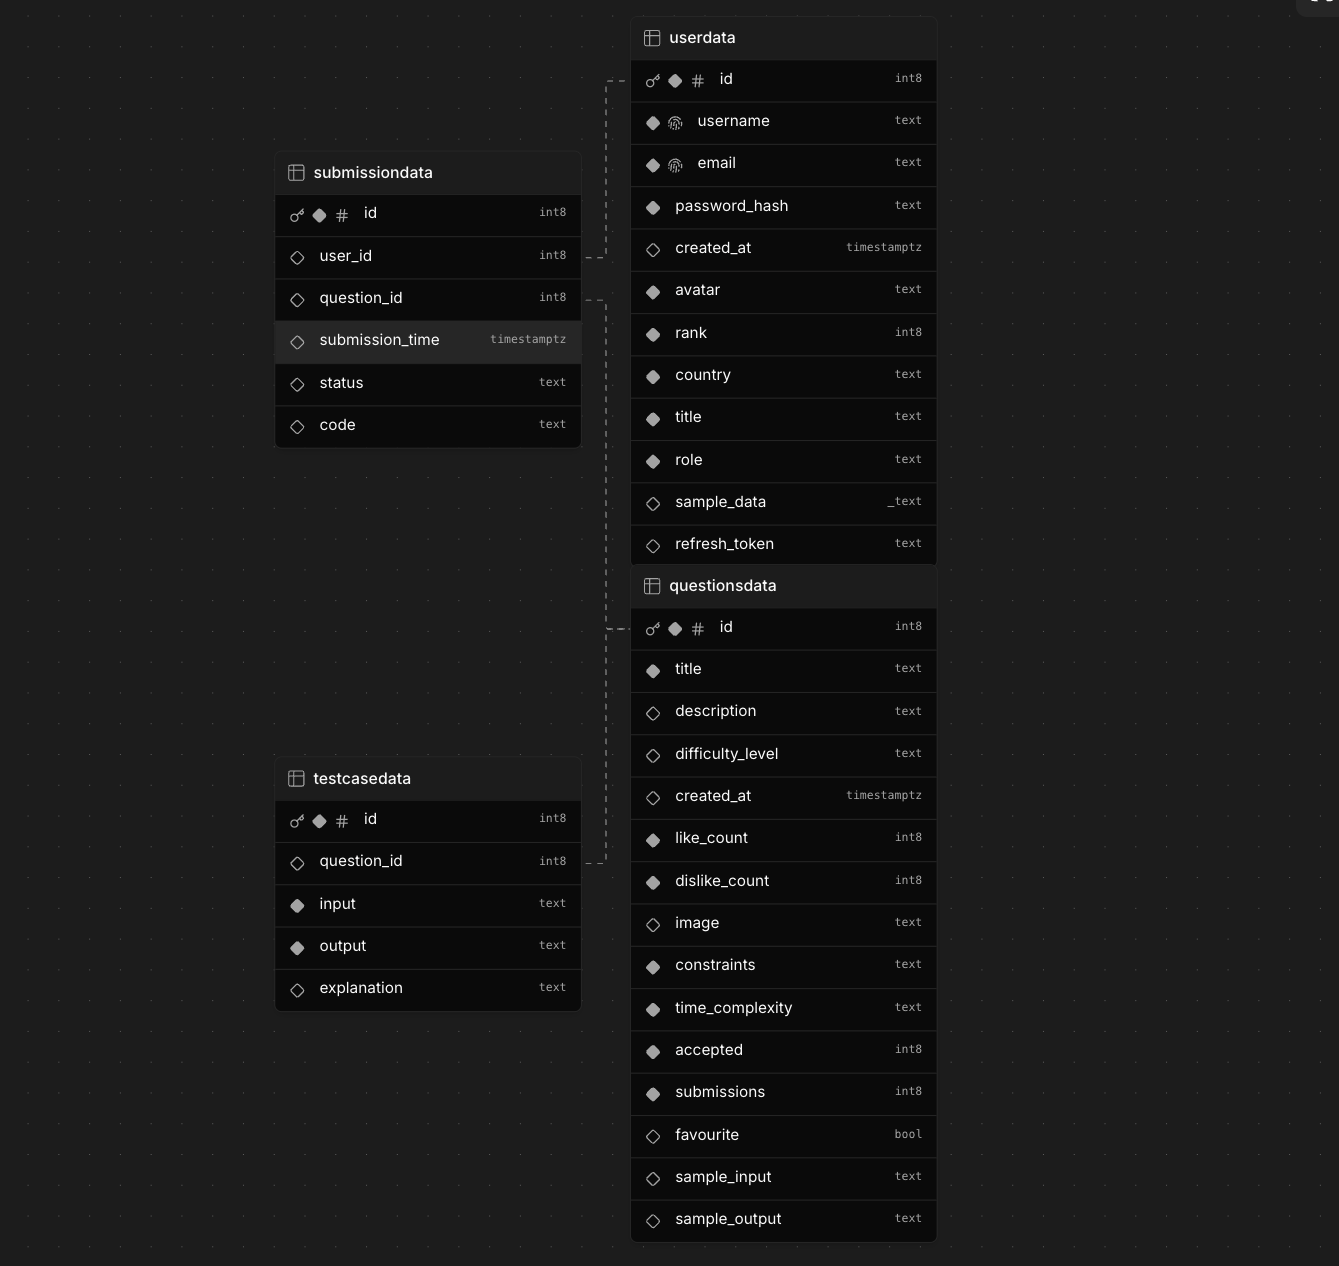 userdata
id int8
username text
email text
password_hash text
created_at timestamptz
avatar text
rank int8
country text
title text
role text
sample_data _text
refresh_token text
submissiondata
# id int8
user_id int8
question_id int8
submission_time timestamptz
status text
code text
questionsdata
# id int8
title text
description text
difficulty_level text
created_at timestamptz
like_count int8
dislike_count int8
image text
constraints text
time_complexity text
accepted int8
submissions int8
favourite bool
sample_input text
sample_output text
testcasedata
# id int8
question_id int8
input text
output text
explanation text